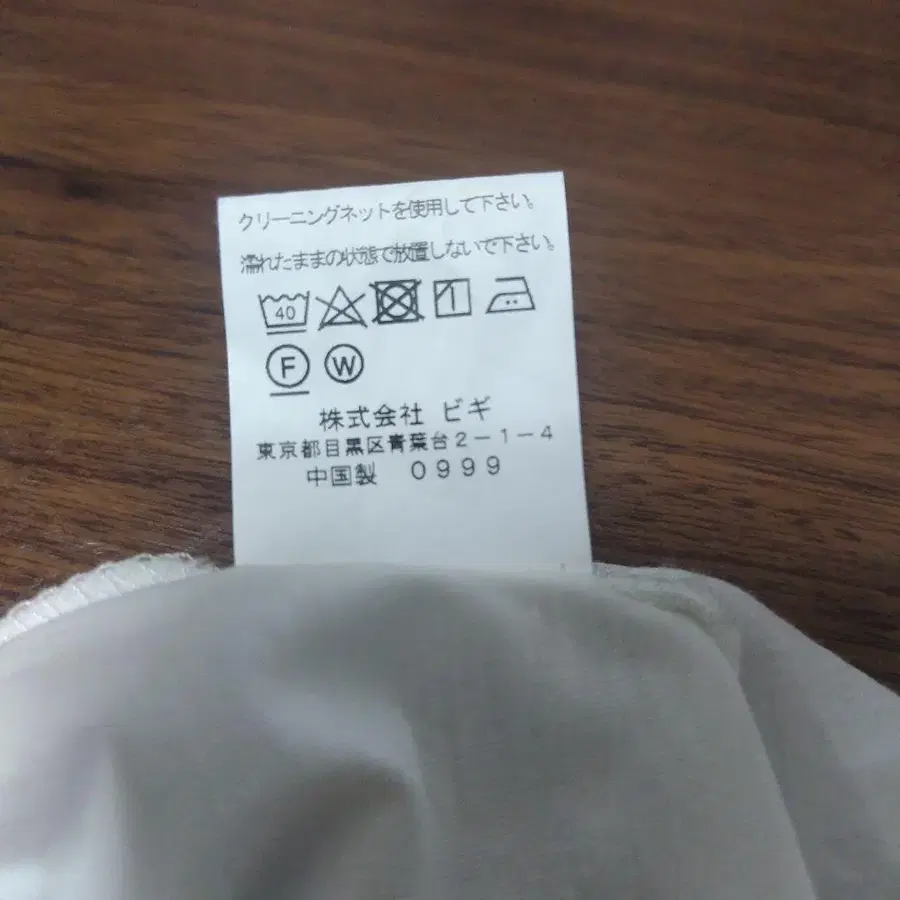 クリーニングネットを使用して下さい。
濡れたままの状態で放置しないで下さい。
40
F W
株式会社 ビギ
東京都目黒区青葉台2-1-4
中国製 0999